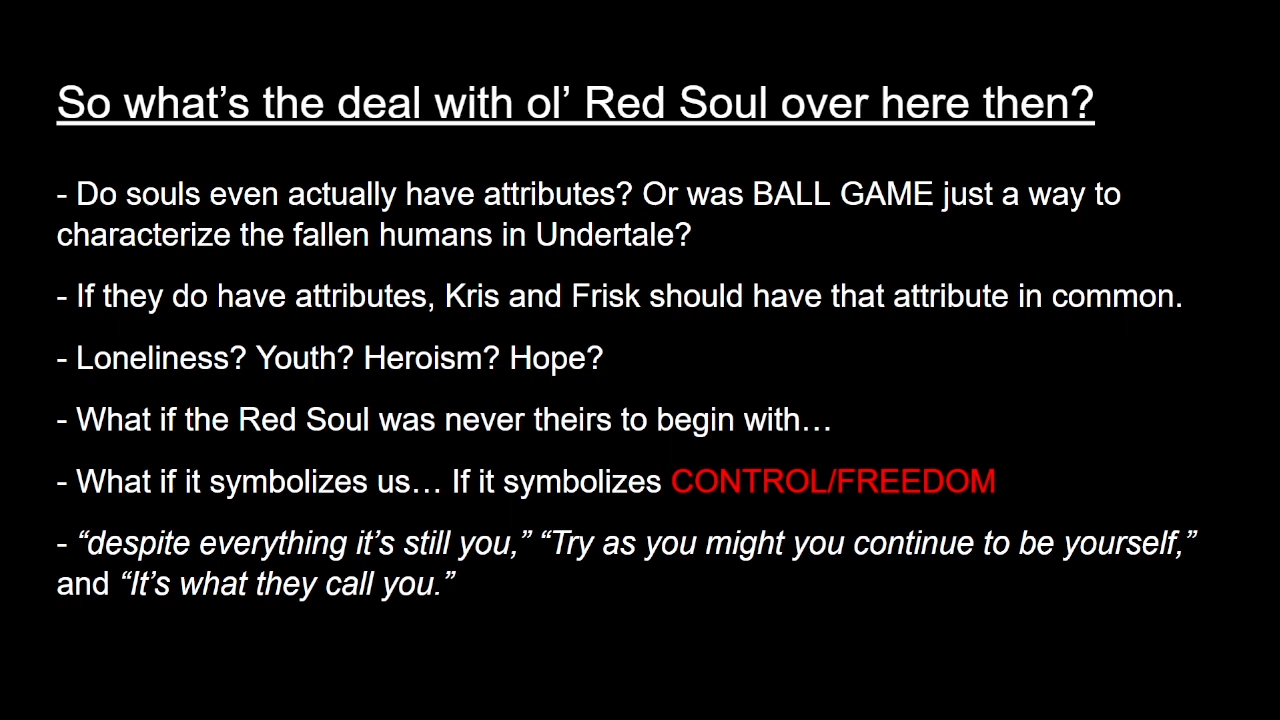 So what’s the deal with ol’ Red Soul over here then?
- Do souls even actually have attributes? Or was BALL GAME just a way to
characterize the fallen humans in Undertale?
- If they do have attributes, Kris and Frisk should have that attribute in common.
- Loneliness? Youth? Heroism? Hope?
- What if the Red Soul was never theirs to begin with…
- What if it symbolizes us… If it symbolizes CONTROL/FREEDOM
- “despite everything it’s still you,” “Try as you might you continue to be yourself,”
and “It’s what they call you.”